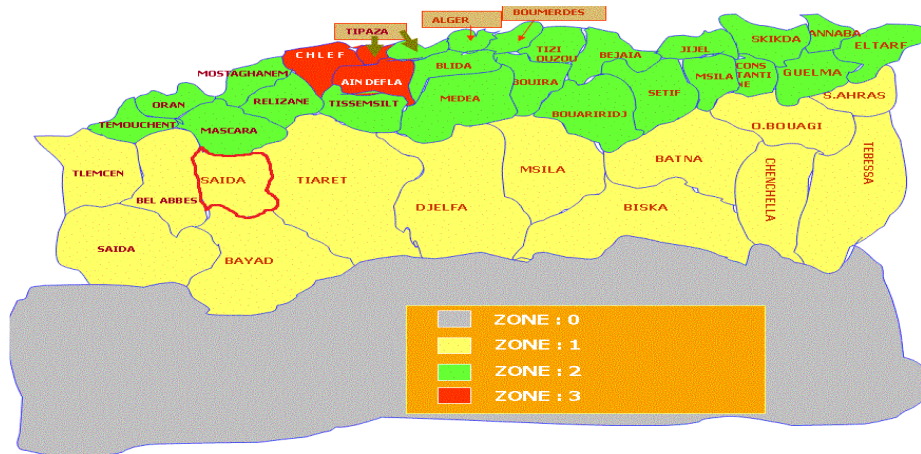 BOUMERDES
ALGER
TIPAZA
CHLEF
AIN DEFLA
MOSTAGHANEM
ORAN
RELIZANE
TISSEMSILT
TEMOUCHENT
MASCARA
BLIDA
MEDEA
BOUIRA
TIZI
OUZOU
BEJAIA
JIJEL
SKIKDA
ANNABA
ELTARF
BOUARIRIDJ
SETIF
MSILA
CONS
TANTI
NE
GUELMA
S.AHRAS
O.BOUAGI
TLEMCEN
BEL ABBES
SAIDA
TIARET
DJELFA
MSILA
BATNA
BISKA
CHENCHELLA
TEBESSA
SAIDA
BAYAD
ZONE : 0
ZONE : 1
ZONE : 2
ZONE : 3